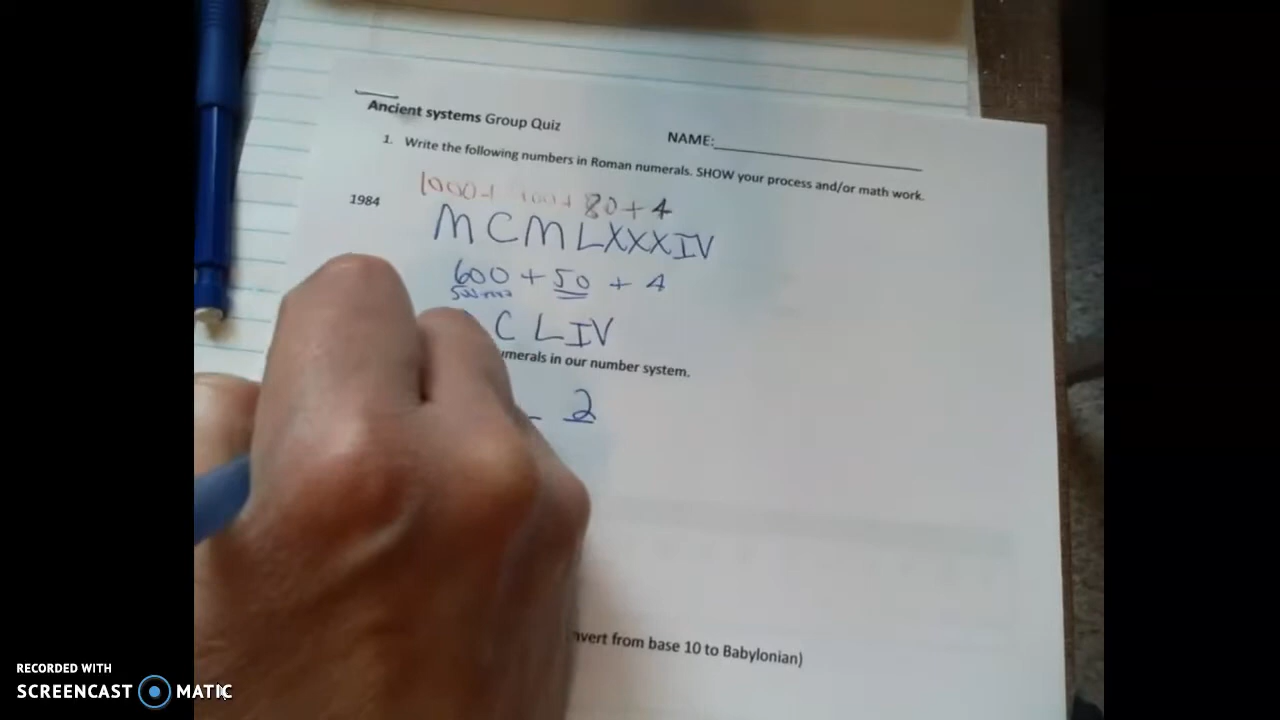 Ancient systems Group Quiz
NAME:
1. Write the following numbers in Roman numerals. SHOW your process and/or math work.
1000+ 80+4
1984
MCMLXXXIV
600 + 50 + 4
C L IV
numerals in our number system.
2
nvert from base 10 to Babylonian)
RECORDED WITH
SCREENCAST MATIC